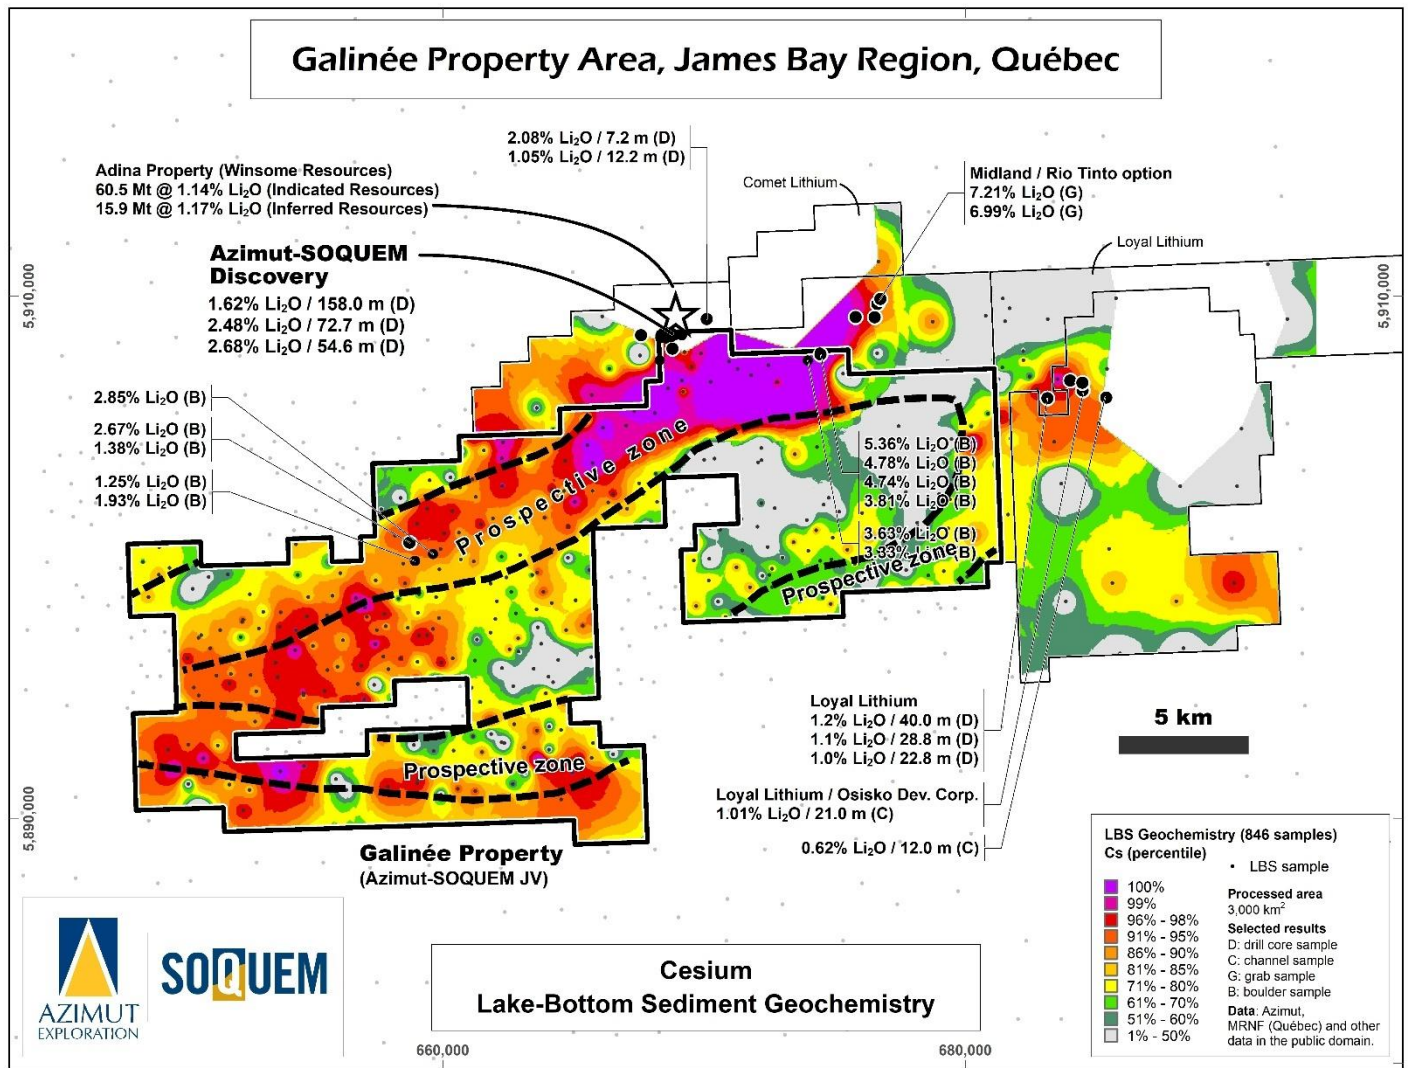 Galinée Property Area, James Bay Region, Québec
2.08% Li₂O / 7.2 m (D)
1.05% Li₂O / 12.2 m (D)
Adina Property (Winsome Resources)
60.5 Mt @ 1.14% Li₂O (Indicated Resources)
15.9 Mt @ 1.17% Li₂O (Inferred Resources)
Comet Lithium
Midland / Rio Tinto option
7.21% Li₂O (G)
6.99% Li₂O (G)
Loyal Lithium
Azimut-SOQUEM
Discovery
1.62% Li₂O / 158.0 m (D)
2.48% Li₂O / 72.7 m (D)
2.68% Li₂O / 54.6 m (D)
5,910,000
5,910,000
2.85% Li₂O (B)
2.67% Li₂O (B)
1.38% Li₂O (B)
1.25% Li₂O (B)
1.93% Li₂O (B)
Prospective zone
5.36% Li₂O (B)
4.78% Li₂O (B)
4.74% Li₂O (B)
3.81% Li₂O (B)
3.63% Li₂O (B)
3.33% Li₂O (B)
Prospective zone
Loyal Lithium
1.2% Li₂O / 40.0 m (D)
1.1% Li₂O / 28.8 m (D)
1.0% Li₂O / 22.8 m (D)
5 km
Prospective zone
Loyal Lithium / Osisko Dev. Corp.
1.01% Li₂O / 21.0 m (C)
0.62% Li₂O / 12.0 m (C)
5,890,000
5,890,000
Galinée Property
(Azimut-SOQUEM JV)
LBS Geochemistry (846 samples)
Cs (percentile)
100%
99%
96% - 98%
91% - 95%
86% - 90%
81% - 85%
71% - 80%
61% - 70%
51% - 60%
1% - 50%
LBS sample
Processed area
3,000 km²
Selected results
D: drill core sample
C: channel sample
G: grab sample
B: boulder sample
Data: Azimut,
MRNF (Québec) and other
data in the public domain.
AZIMUT
EXPLORATION
SOQUEM
Cesium
Lake-Bottom Sediment Geochemistry
660,000
680,000